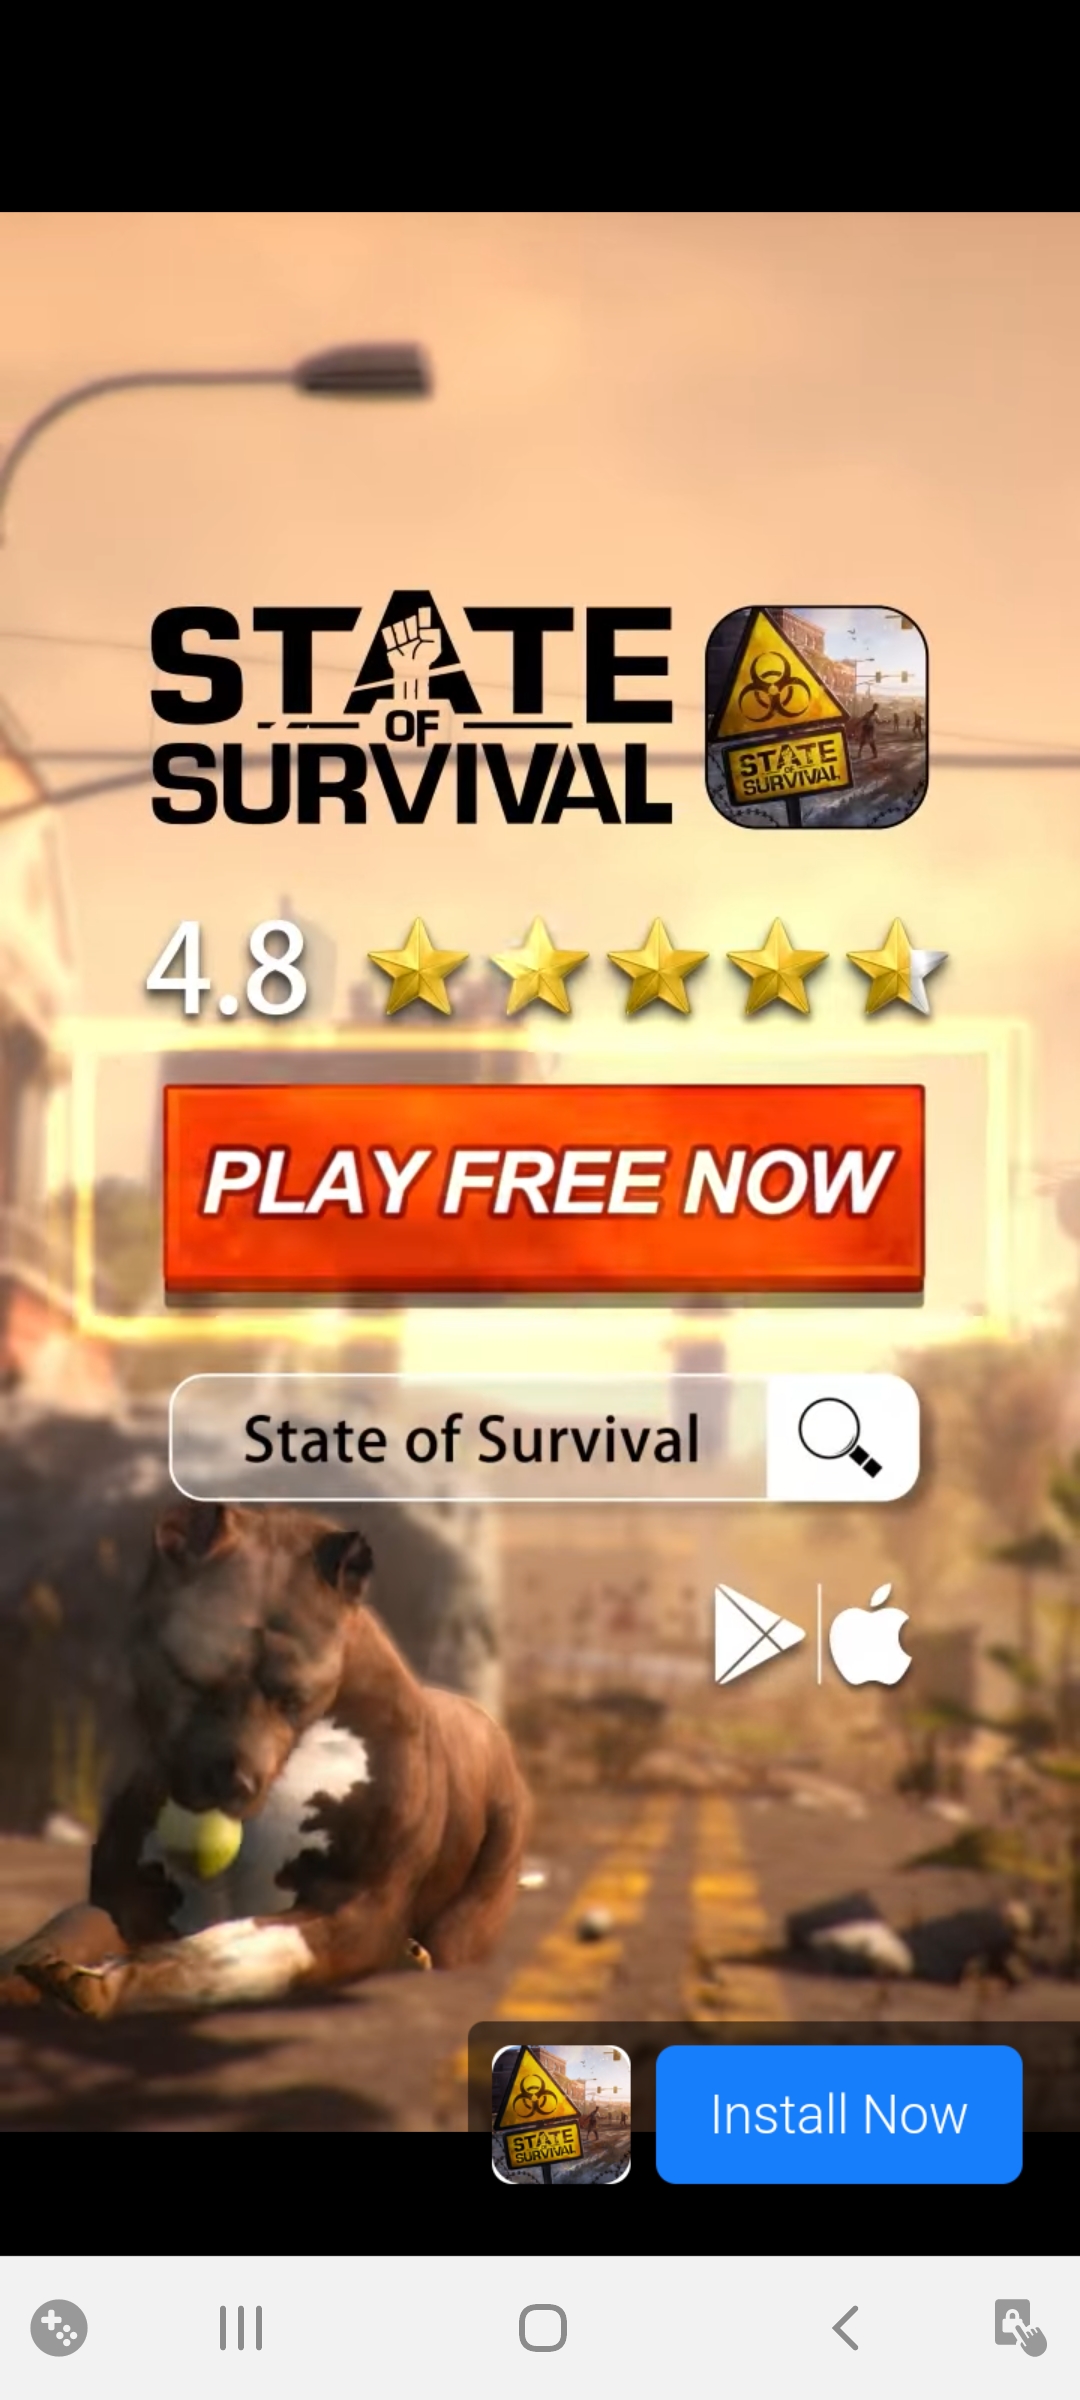 STATE
OF
SURVIVAL
STATE
OF
SURVIVAL
4.8
PLAY FREE NOW
State of Survival
STATE
OF
SURVIVAL
Install Now